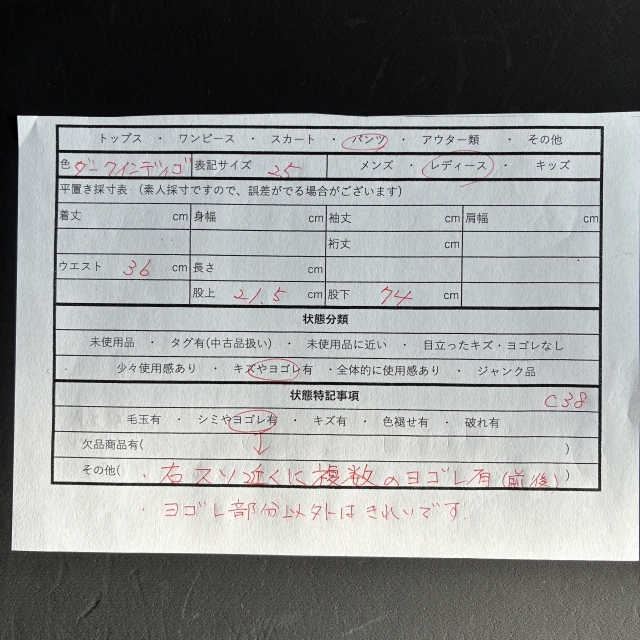 トップス ・ ワンピース ・ スカート ・ パンツ ・ アウター類 ・ その他
色 ダークインディゴ 表記サイズ 25 メンズ ・ レディース ・ キッズ
平置き採寸表 (素人採寸ですので、誤差がでる場合がございます)
着丈 cm 身幅 cm 袖丈 cm 肩幅 cm
裄丈 cm
ウエスト 36 cm 長さ cm
股上 21.5 cm 股下 74 cm
状態分類
未使用品 ・ タグ有(中古品扱い) ・ 未使用品に近い ・ 目立ったキズ・ヨゴレなし
少々使用感あり ・ キズやヨゴレ有 ・全体的に使用感あり ・ ジャンク品
状態特記事項 C38
毛玉有 ・ シミやヨゴレ有 ・ キズ有 ・ 色褪せ有 ・ 破れ有
欠品商品有( )
その他( ・右スソ近くに複数のヨゴレ有(前後) )
・ヨゴレ部分以外はきれいです.